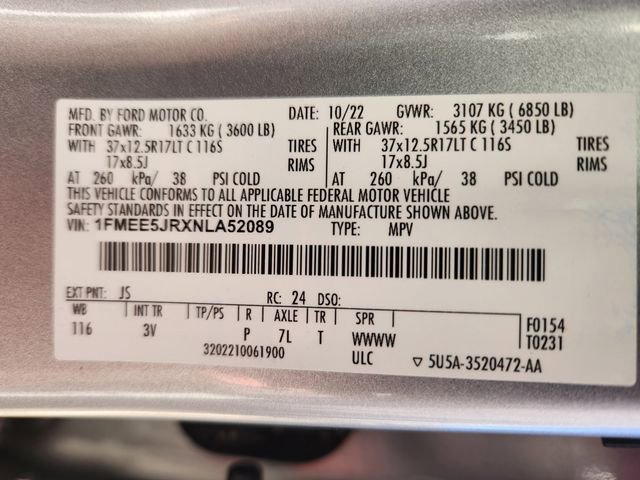 MFD. BY FORD MOTOR CO. DATE: 10/22 GVWR: 3107 KG ( 6850 LB)
FRONT GAWR: 1633 KG ( 3600 LB) REAR GAWR: 1565 KG ( 3450 LB)
WITH 37x12.5R17LT C 116S TIRES WITH 37x12.5R17LT C 116S TIRES
17x8.5J RIMS 17x8.5J RIMS
AT 260 kPa/ 38 PSI COLD AT 260 kPa/ 38 PSI COLD
THIS VEHICLE CONFORMS TO ALL APPLICABLE FEDERAL MOTOR VEHICLE
SAFETY STANDARDS IN EFFECT ON THE DATE OF MANUFACTURE SHOWN ABOVE.
VIN: 1FMEE5JRXNLA52089 TYPE: MPV
EXT PNT: JS RC: 24 DSO:
WB INT TR TP/PS R AXLE TR SPR F0154
116 3V P 7L T WWWW T0231
3202210061900 ULC ▽ 5U5A-3520472-AA